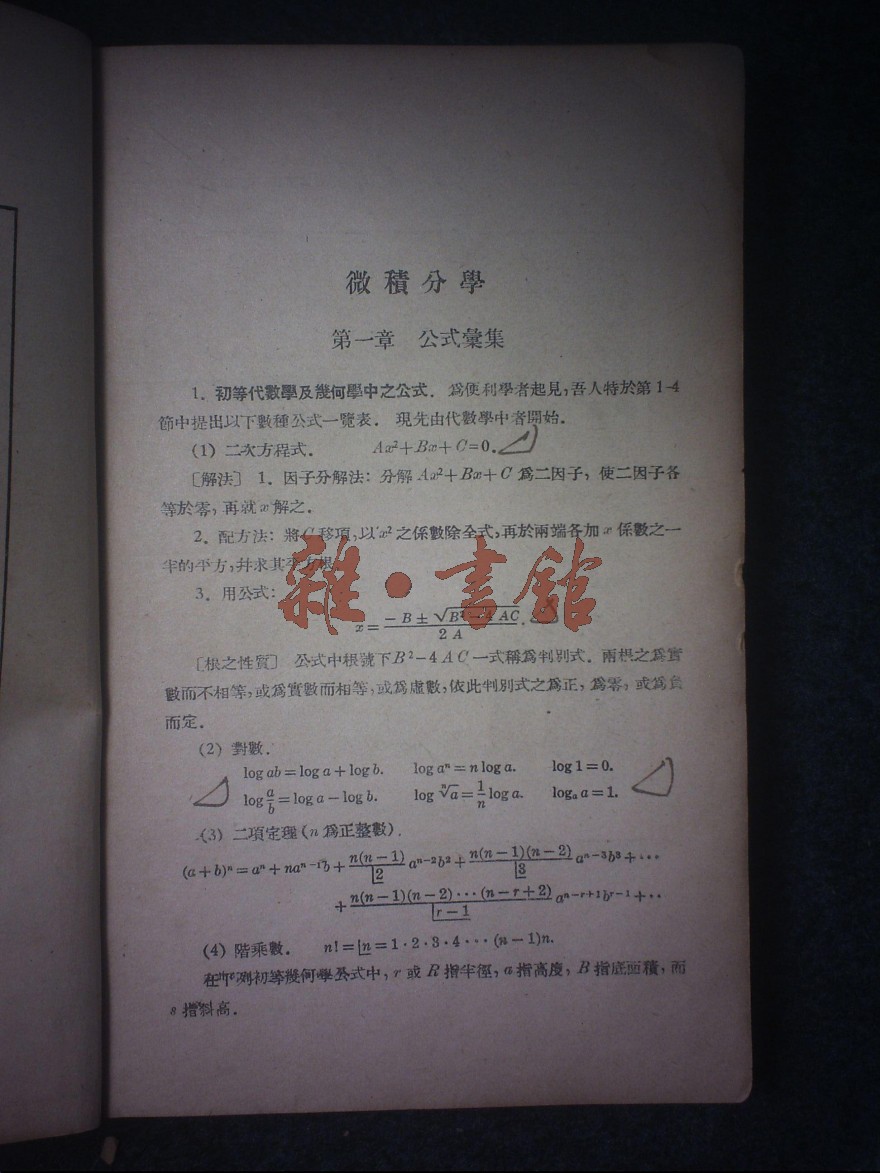 微積分學
第一章 公式彙集
1. 初等代數學及幾何學中之公式. 爲便利學者起見,吾人特於第 1-4
節中提出以下數種公式一覽表. 現先由代數學中者開始.
(1) 二次方程式. Ax²+Bx+C=0.
[解法] 1. 因子分解法: 分解 Ax²+Bx+C 爲二因子, 使二因子各
等於零, 再就 x 解之.
2. 配方法: 將 C 移項,以 x² 之係數除全式,再於兩端各加 x 係數之一
半的平方,幷求其平方根.
3. 用公式:
x = (−B ± √(B²−4AC)) / 2A.
雜·書館
[根之性質] 公式中根號下 B²−4AC 一式稱爲判別式. 兩根之爲實
數而不相等,或爲實數而相等,或爲虛數,依此判別式之爲正, 爲零, 或爲負
而定.
(2) 對數.
log ab = log a + log b. log aⁿ = n log a. log 1 = 0.
log a/b = log a − log b. log ⁿ√a = 1/n log a. logₐ a = 1.
(3) 二項定理 (n 爲正整數).
(a+b)ⁿ = aⁿ + naⁿ⁻¹b + n(n−1)/|2 aⁿ⁻²b² + n(n−1)(n−2)/|3 aⁿ⁻³b³ + ···
+ n(n−1)(n−2)···(n−r+2)/|r−1 aⁿ⁻ʳ⁺¹bʳ⁻¹ + ··
(4) 階乘數. n! = |n = 1·2·3·4···(n−1)n.
在下列初等幾何學公式中, r 或 R 指半徑, a 指高度, B 指底面積, 而
s 指斜高.